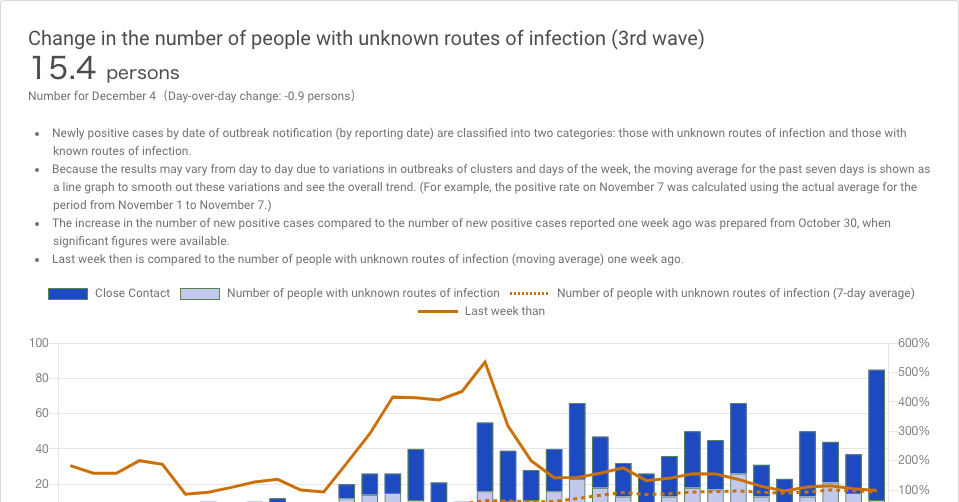 Change in the number of people with unknown routes of infection (3rd wave)
15.4 persons
Number for December 4（Day-over-day change: -0.9 persons）
• Newly positive cases by date of outbreak notification (by reporting date) are classified into two categories: those with unknown routes of infection and those with
known routes of infection.
• Because the results may vary from day to day due to variations in outbreaks of clusters and days of the week, the moving average for the past seven days is shown as
a line graph to smooth out these variations and see the overall trend. (For example, the positive rate on November 7 was calculated using the actual average for the
period from November 1 to November 7.)
• The increase in the number of new positive cases compared to the number of new positive cases reported one week ago was prepared from October 30, when
significant figures were available.
• Last week then is compared to the number of people with unknown routes of infection (moving average) one week ago.
Close Contact Number of people with unknown routes of infection Number of people with unknown routes of infection (7-day average)
Last week than
100 600%
80 500%
400%
60
300%
40
200%
20
100%